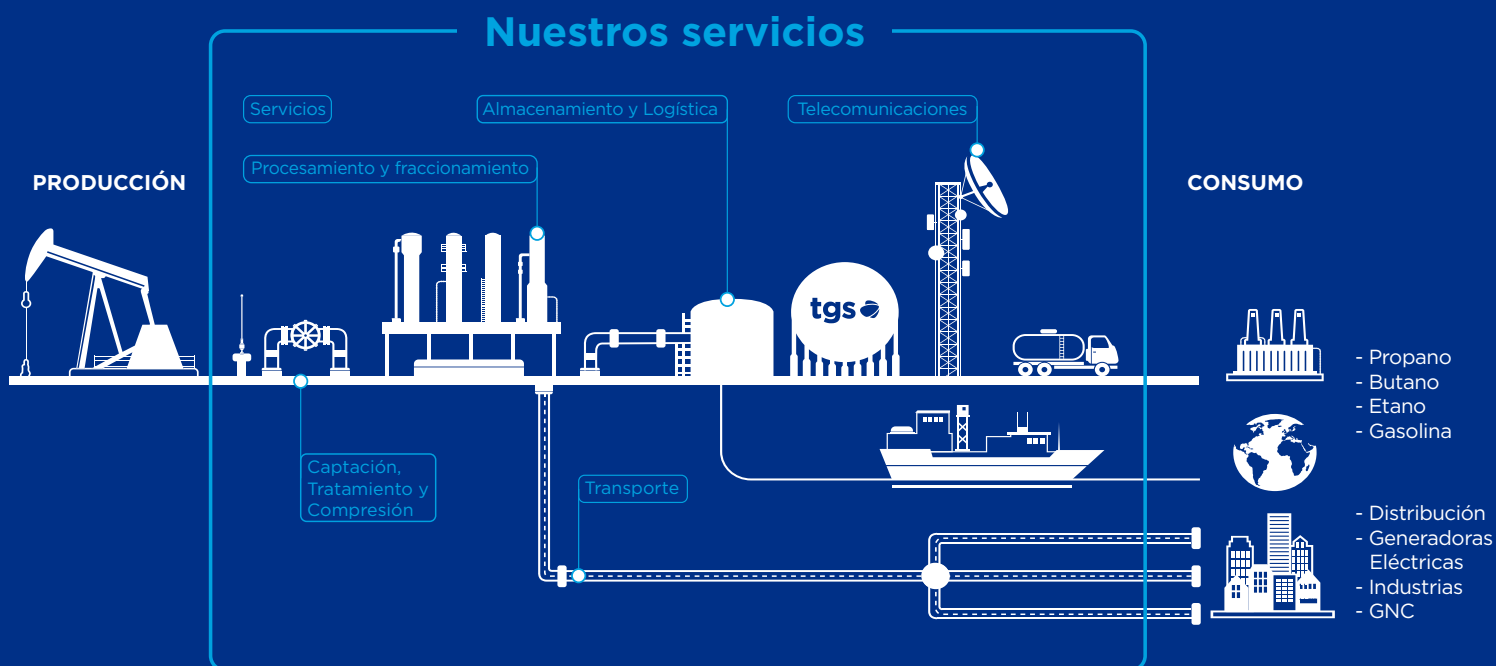 Nuestros servicios
Servicios
Almacenamiento y Logística
Telecomunicaciones
Procesamiento y fraccionamiento
PRODUCCIÓN
CONSUMO
tgs
- Propano
- Butano
- Etano
- Gasolina
Captación,
Tratamiento y
Compresión
Transporte
- Distribución
- Generadoras
Eléctricas
- Industrias
- GNC